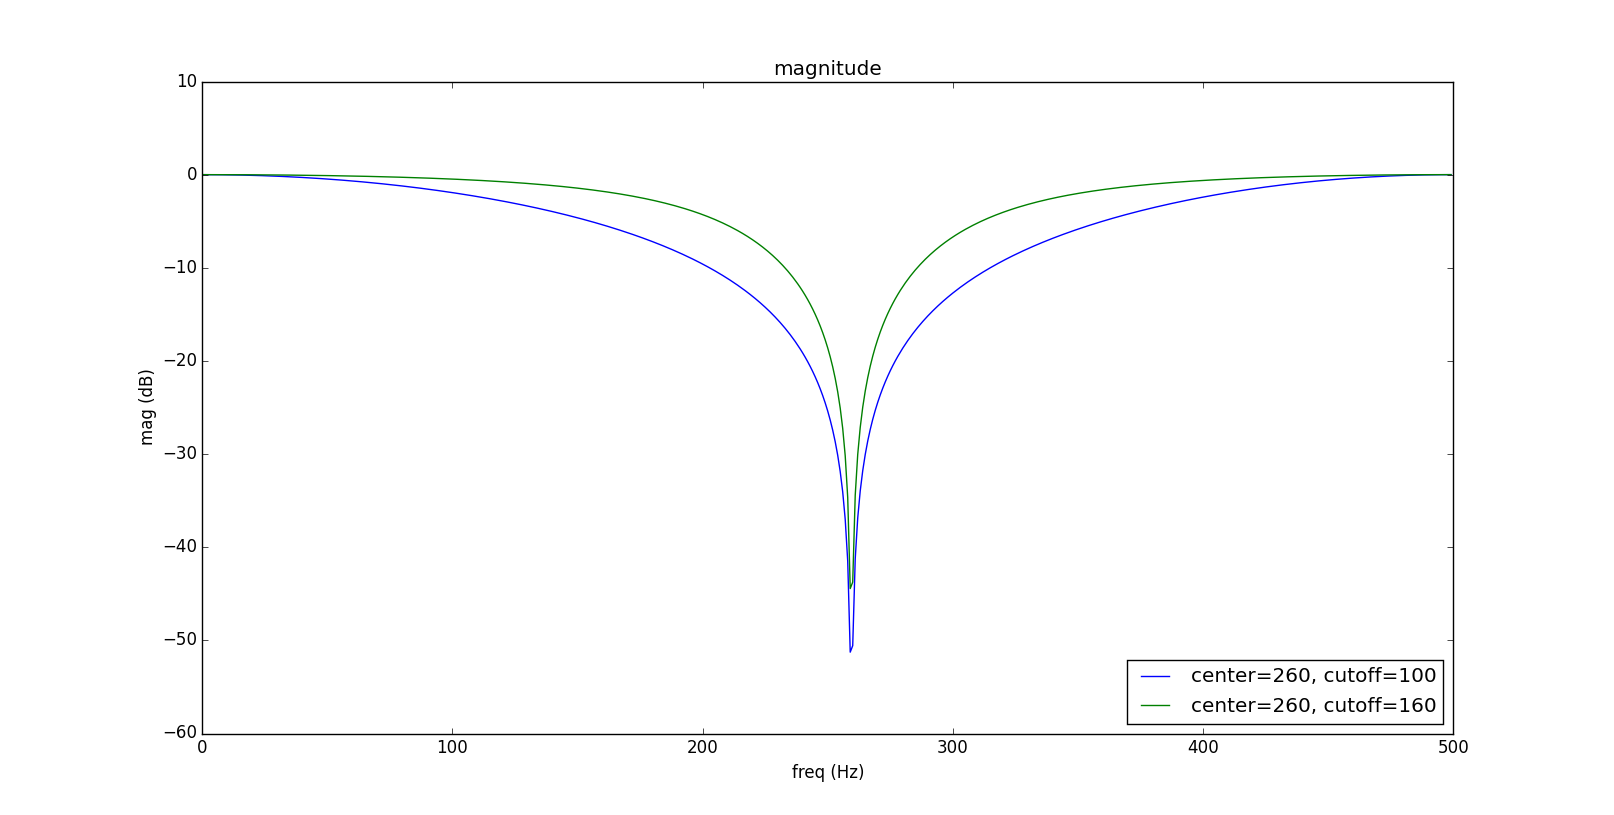 magnitude
10
0
−10
−20
−30
−40
−50
−60
mag (dB)
0 100 200 300 400 500
freq (Hz)
center=260, cutoff=100
center=260, cutoff=160